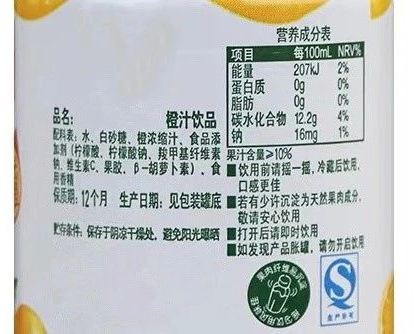 营养成分表
项目 每100mL NRV%
能量 207kJ 2%
蛋白质 0g 0%
脂肪 0g 0%
碳水化合物 12.2g 4%
钠 16mg 1%
果汁含量≥10%
■饮用前请摇一摇,冷藏后饮用,
口感更佳
■若有少许沉淀为天然果肉成分,
敬请安心饮用
■打开后请即时饮用
■如发现产品胀罐,请勿开启饮用
品名: 橙汁饮品
配料表:水、白砂糖、橙浓缩汁、食品添
加剂(柠檬酸、柠檬酸钠、羧甲基纤维素
钠、维生素C、果胶、β-胡萝卜素)、食
用香精
保质期:12个月 生产日期:见包装罐底
贮存条件:保存于阴凉干燥处,避免阳光曝晒
生产许可